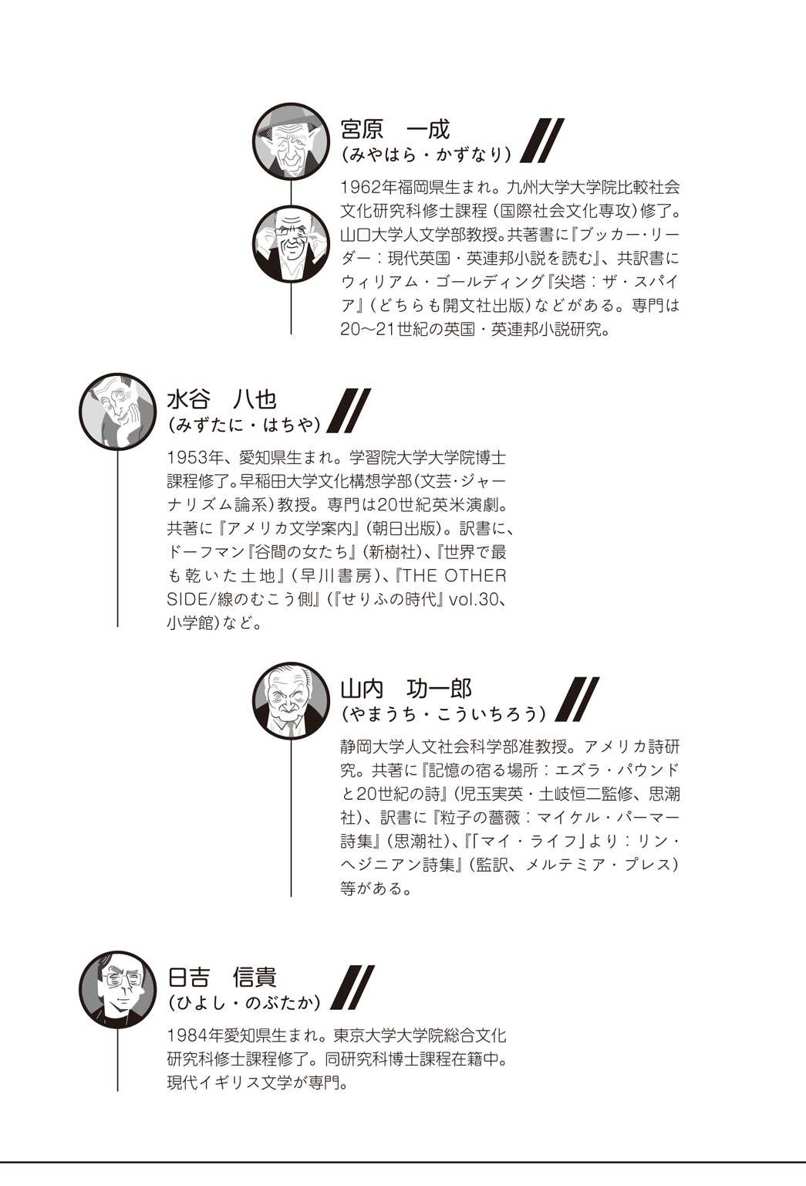 宮原　一成
（みやはら・かずなり）
1962年福岡県生まれ。九州大学大学院比較社会
文化研究科修士課程（国際社会文化専攻）修了。
山口大学人文学部教授。共著書に『ブッカー・リー
ダー：現代英国・英連邦小説を読む』、共訳書に
ウィリアム・ゴールディング『尖塔：ザ・スパイ
ア』（どちらも開文社出版）などがある。専門は
20〜21世紀の英国・英連邦小説研究。
水谷　八也
（みずたに・はちや）
1953年、愛知県生まれ。学習院大学大学院博士
課程修了。早稲田大学文化構想学部（文芸・ジャー
ナリズム論系）教授。専門は20世紀英米演劇。
共著に『アメリカ文学案内』（朝日出版）。訳書に、
ドーフマン『谷間の女たち』（新樹社）、『世界で最
も乾いた土地』（早川書房）、『THE OTHER
SIDE/線のむこう側』（『せりふの時代』vol.30、
小学館）など。
山内　功一郎
（やまうち・こういちろう）
静岡大学人文社会科学部准教授。アメリカ詩研
究。共著に『記憶の宿る場所：エズラ・パウンド
と20世紀の詩』（児玉実英・土岐恒二監修、思潮
社）、訳書に『粒子の薔薇：マイケル・パーマー
詩集』（思潮社）、『「マイ・ライフ」より：リン・
ヘジニアン詩集』（監訳、メルテミア・プレス）
等がある。
日吉　信貴
（ひよし・のぶたか）
1984年愛知県生まれ。東京大学大学院総合文化
研究科修士課程修了。同研究科博士課程在籍中。
現代イギリス文学が専門。